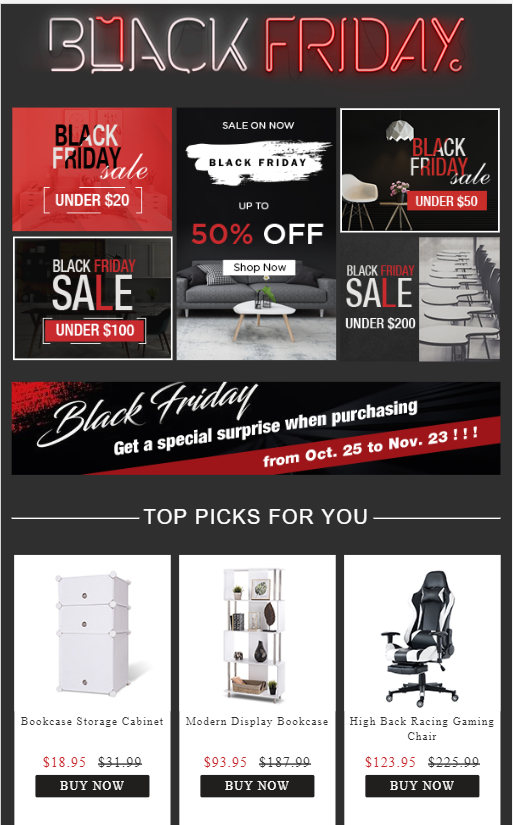 BLACK FRIDAY
BLACK
FRIDAY
sale
UNDER $20
SALE ON NOW
BLACK FRIDAY
UP TO
50% OFF
Shop Now
BLACK
FRIDAY
sale
UNDER $50
BLACK FRIDAY
SALE
UNDER $100
BLACK FRIDAY
SALE
UNDER $200
Black Friday
Get a special surprise when purchasing
from Oct. 25 to Nov. 23 ! ! !
TOP PICKS FOR YOU
Bookcase Storage Cabinet
$18.95 $31.99
BUY NOW
Modern Display Bookcase
$93.95 $187.99
BUY NOW
High Back Racing Gaming
Chair
$123.95 $225.99
BUY NOW